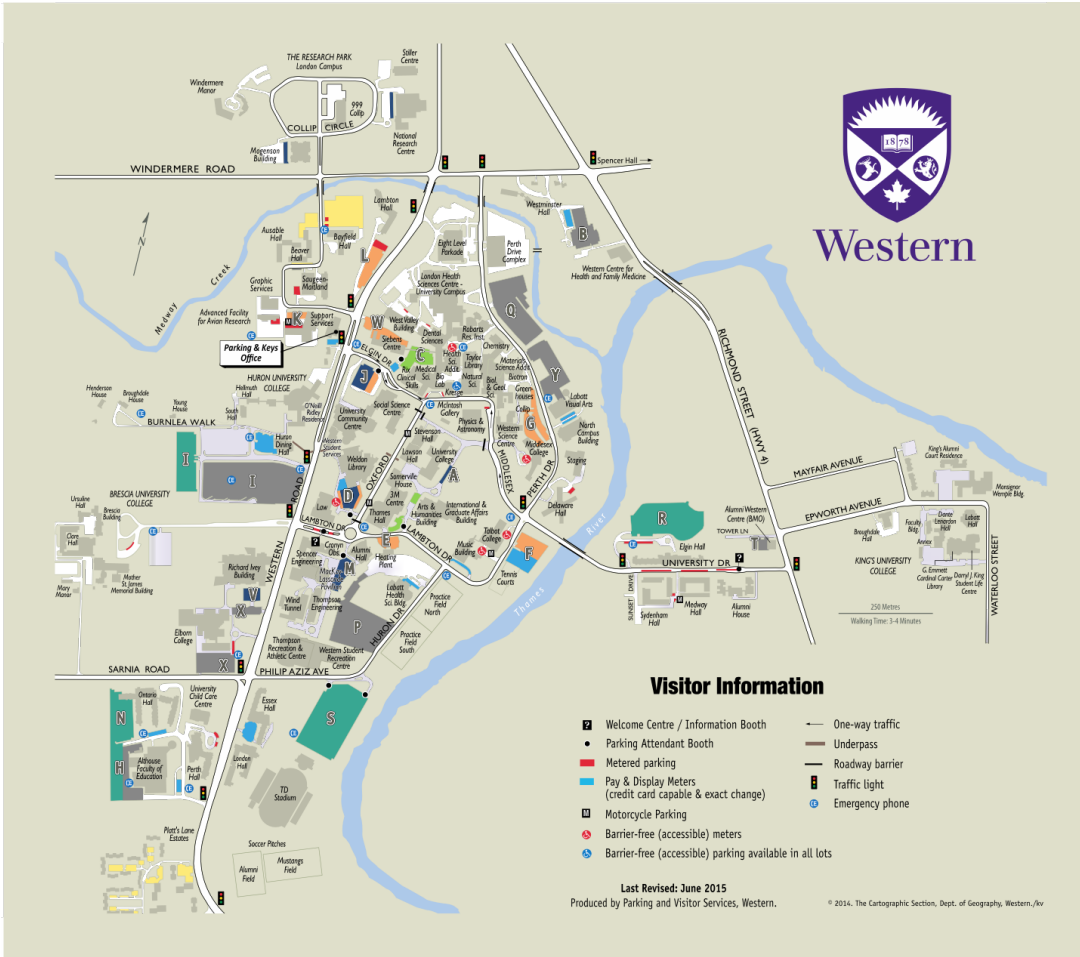 THE RESEARCH PARK
London Campus
Stiller
Centre
Windermere
Manor
999
Collip
COLLIP CIRCLE
National
Research
Centre
Mogenson
Building
WINDERMERE ROAD
Spencer Hall
1878
Western
Lambton
Hall
Westminster
Hall
B
Ausable
Hall
Bayfield
Hall
Beaver
Hall
Eight Level
Parkade
Perth
Drive
Complex
Western Centre for
Health and Family Medicine
N
Medway Creek
L
Graphic
Services
Saugeen-
Maitland
London Health
Sciences Centre -
University Campus
Advanced Facility
for Avian Research
M
K
Support
Services
W
West Valley
Building
Siebens
Centre
Dental
Sciences
Robarts
Res. Inst.
Q
Parking & Keys
Office
ELGIN DR
C
Health
Sci.
Addit.
Taylor
Library
Chemistry
Materials
Science Addit.
Rix
Clinical
Skills
Medical
Sci.
Bio
Lab
Natural
Sci.
Kresge
Biol.
& Geol
Sci.
Biotron
Green-
houses
Y
RICHMOND STREET (HWY 4)
HURON UNIVERSITY
COLLEGE
Hellmuth
Hall
J
Henderson
House
Broughdale
House
Young
House
South
Hall
O'Neill/
Ridley
Residence
BURNLEA WALK
University
Community
Centre
Social Science
Centre
McIntosh
Gallery
Collip
G
Labatt
Visual Arts
North
Campus
Building
Huron
Dining
Hall
Western
Student
Services
M
Stevenson
Hall
Physics &
Astronomy
Western
Science
Centre
Middlesex
College
I
I
Weldon
Library
Lawson
Hall
University
College
Somerville
House
A
MIDDLESEX
PERTH DR
Staging
OXFORD
D
3M
Centre
BRESCIA UNIVERSITY
COLLEGE
Ursuline
Hall
Brescia
Building
Clare
Hall
Law
M
Thames
Hall
Arts &
Humanities
Building
International &
Graduate Affairs
Building
Delaware
Hall
LAMBTON DR
LAMBTON DR
E
Talbot
College
Music
Building
M
F
Tennis
Courts
Thames River
WESTERN ROAD
Mather
St. James
Memorial Building
Mary
Manor
Richard Ivey
Building
Spencer
Engineering
Cronyn
Obs.
Alumni
Hall
Heating
Plant
M
Labatt
Health
Sci. Bldg.
Practice
Field
North
V
X
Wind
Tunnel
Thompson
Engineering
P
HURON DR
Practice
Field
South
Elborn
College
X
Thompson
Recreation &
Athletic Centre
Western Student
Recreation
Centre
SARNIA ROAD
PHILIP AZIZ AVE
R
Elgin Hall
Alumni Western
Centre (BMO)
TOWER LN
UNIVERSITY DR
SUNSET DRIVE
Sydenham
Hall
M
Medway
Hall
Alumni
House
MAYFAIR AVENUE
EPWORTH AVENUE
King's Alumni
Court Residence
Monsignor
Wemple Bldg.
Broughdale
Hall
Faculty
Bldg.
Dante
Lenardon
Hall
Labatt
Hall
Annex
KING'S UNIVERSITY
COLLEGE
G. Emmett
Cardinal Carter
Library
Darryl J. King
Student Life
Centre
WATERLOO STREET
250 Metres
Walking Time: 3-4 Minutes
N
Ontario
Hall
University
Child Care
Centre
Essex
Hall
S
H
Althouse
Faculty of
Education
Perth
Hall
London
Hall
TD
Stadium
Platt's Lane
Estates
Soccer Pitches
Alumni
Field
Mustangs
Field
Visitor Information
? Welcome Centre / Information Booth
Parking Attendant Booth
Metered parking
Pay & Display Meters
(credit card capable & exact change)
M Motorcycle Parking
Barrier-free (accessible) meters
Barrier-free (accessible) parking available in all lots
One-way traffic
Underpass
Roadway barrier
Traffic light
Emergency phone
Last Revised: June 2015
Produced by Parking and Visitor Services, Western.
© 2014. The Cartographic Section, Dept. of Geography, Western./kv